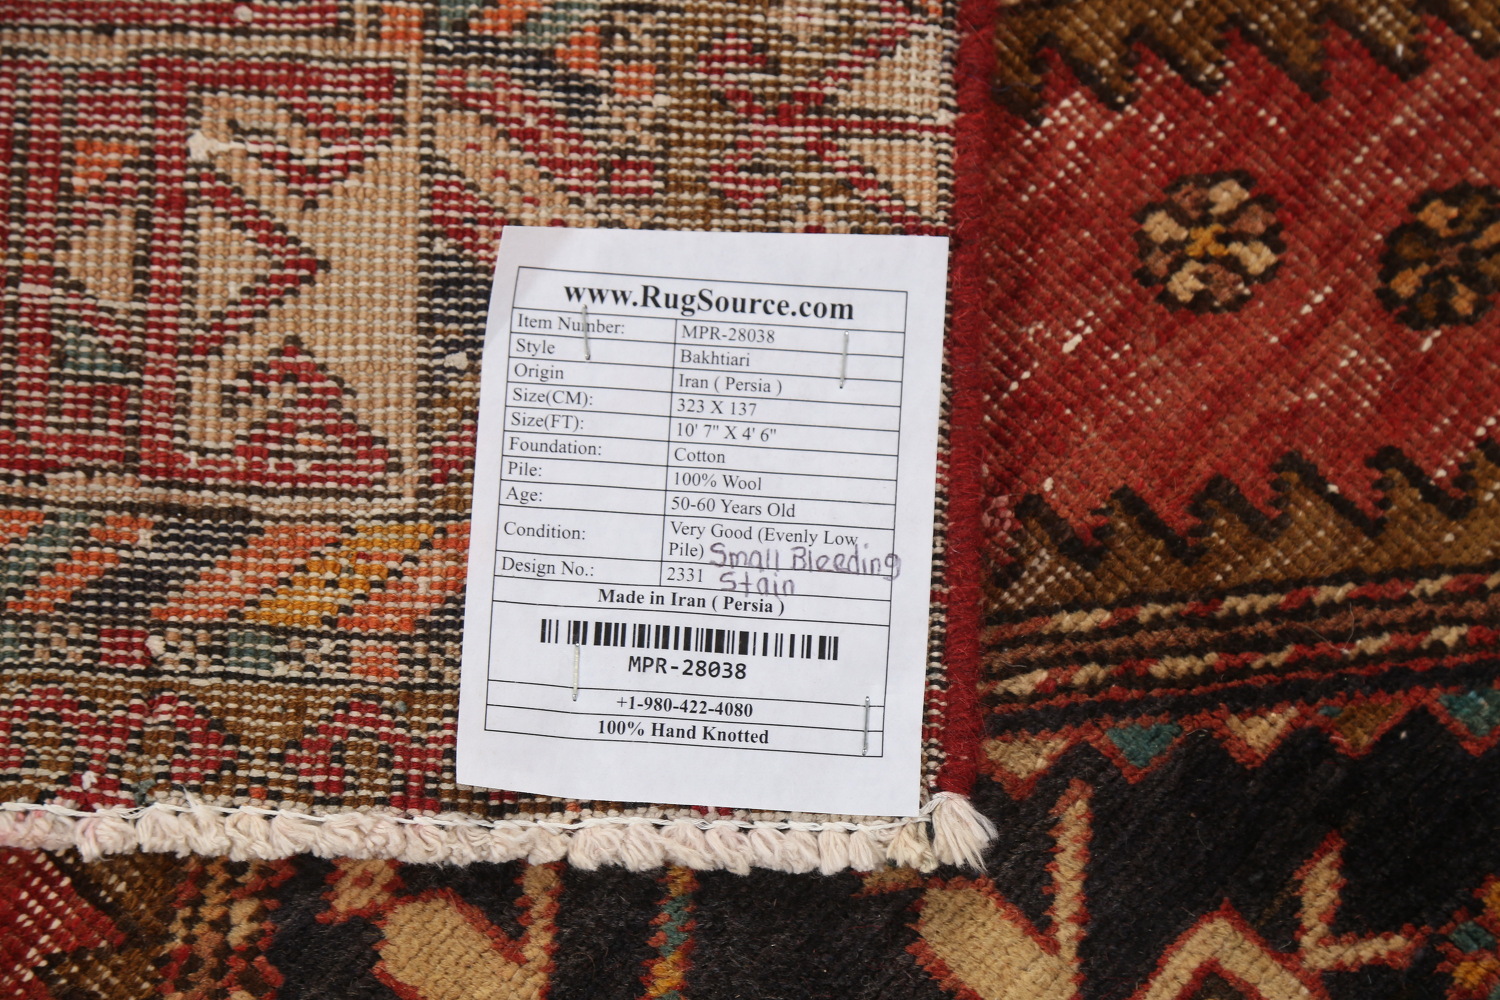 www.RugSource.com
Item Number: MPR-28038
Style Bakhtiari
Origin Iran ( Persia )
Size(CM): 323 X 137
Size(FT): 10' 7" X 4' 6"
Foundation: Cotton
Pile: 100% Wool
Age: 50-60 Years Old
Condition: Very Good (Evenly Low
Pile) Small Bleeding
Stain
Design No.: 2331
Made in Iran ( Persia )
MPR-28038
+1-980-422-4080
100% Hand Knotted